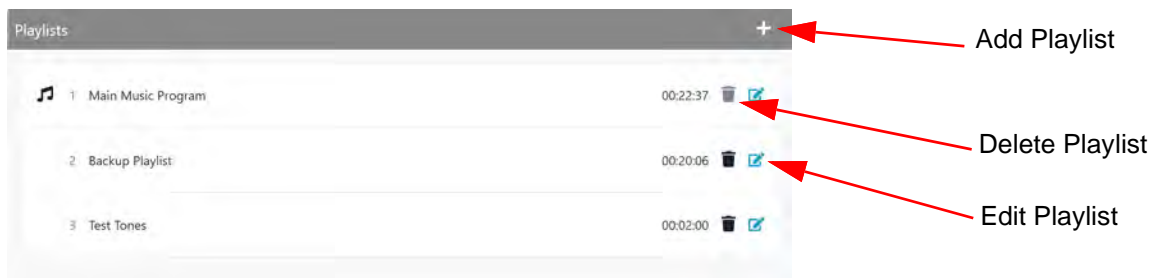 Playlists
Add Playlist
1 Main Music Program 00:22:37
Delete Playlist
2 Backup Playlist 00:20:06
Edit Playlist
3 Test Tones 00:02:00